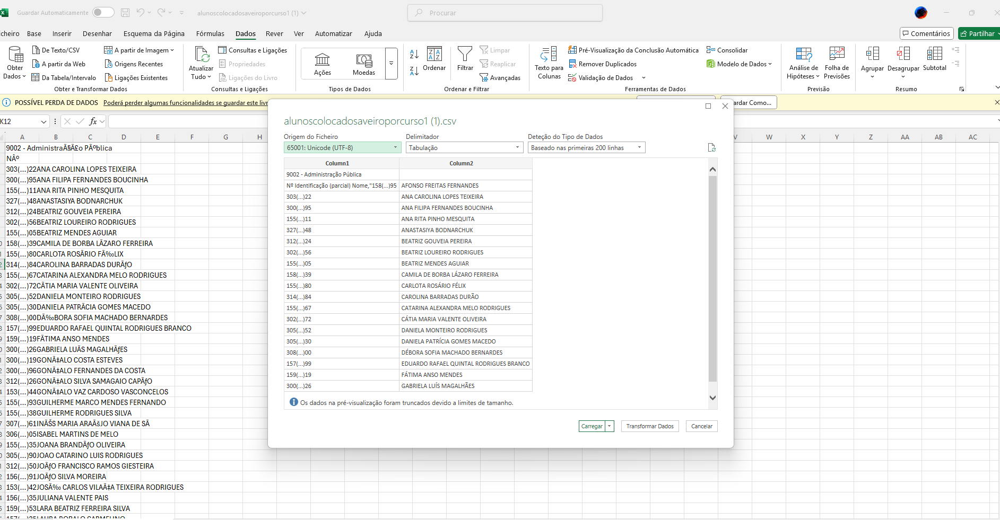 Guardar Automaticamente
alunoscolocadosaveiroporcurso1 (1)
Procurar
cheiro Base Inserir Desenhar Esquema da Página Fórmulas Dados Rever Ver Automatizar Ajuda
Comentários
Partilhar
Obter Dados
De Texto/CSV
A partir da Web
Da Tabela/Intervalo
A partir de Imagem
Origens Recentes
Ligações Existentes
Obter e Transformar Dados
Atualizar Tudo
Consultas e Ligações
Propriedades
Ligações do Livro
Consultas e Ligações
Ações
Moedas
Tipos de Dados
Ordenar
Filtrar
Limpar
Reaplicar
Avançadas
Ordenar e Filtrar
Texto para Colunas
Pré-Visualização da Conclusão Automática
Remover Duplicados
Validação de Dados
Consolidar
Modelo de Dados
Ferramentas de Dados
Análise de Hipóteses
Folha de Previsões
Previsão
Agrupar
Desagrupar
Subtotal
Resumo
POSSÍVEL PERDA DE DADOS Poderá perder algumas funcionalidades se guardar este livr
ardar Como...
K12
fx
A B C D E F G H V W X Y Z AA AB AC
9002 - AdministraÃ§Ã£o PÃºblica
NÂº
303(...)22ANA CAROLINA LOPES TEIXEIRA
300(...)95ANA FILIPA FERNANDES BOUCINHA
155(...)11ANA RITA PINHO MESQUITA
327(...)48ANASTASIYA BODNARCHUK
312(...)24BEATRIZ GOUVEIA PEREIRA
302(...)56BEATRIZ LOUREIRO RODRIGUES
155(...)05BEATRIZ MENDES AGUIAR
158(...)39CAMILA DE BORBA LÃZARO FERREIRA
155(...)80CARLOTA ROSÃRIO FÃ‰LIX
314(...)84CAROLINA BARRADAS DURÃƒO
155(...)67CATARINA ALEXANDRA MELO RODRIGUES
302(...)72CÃTIA MARIA VALENTE OLIVEIRA
305(...)52DANIELA MONTEIRO RODRIGUES
305(...)30DANIELA PATRÃCIA GOMES MACEDO
308(...)00DÃ‰BORA SOFIA MACHADO BERNARDES
157(...)99EDUARDO RAFAEL QUINTAL RODRIGUES BRANCO
159(...)19FÃTIMA ANSO MENDES
300(...)26GABRIELA LUÃS MAGALHÃƒES
300(...)19GONÃ‡ALO COSTA ESTEVES
300(...)96GONÃ‡ALO FERNANDES DA COSTA
312(...)26GONÃ‡ALO SILVA SAMAGAIO CAPÃƒO
153(...)44GONÃ‡ALO VAZ CARDOSO VASCONCELOS
155(...)93GUILHERME MARCO MENDES FERNANDO
155(...)38GUILHERME RODRIGUES SILVA
307(...)61INÃŠS MARIA ARAÃšJO VIANA DE SÃ
306(...)05ISABEL MARTINS DE MELO
155(...)35JOANA BRANDÃƒO OLIVEIRA
305(...)90JOAO CATARINO LUIS RODRIGUES
312(...)50JOÃƒO FRANCISCO RAMOS GIESTEIRA
156(...)91JOÃƒO SILVA MOREIRA
153(...)42JOSÃ‰ CARLOS VILAÃ‡A TEIXEIRA RODRIGUES
156(...)35JULIANA VALENTE PAIS
159(...)53LARA BEATRIZ FERREIRA SILVA
alunoscolocadosaveiroporcurso1 (1).csv
Origem do Ficheiro
65001: Unicode (UTF-8)
Delimitador
Tabulação
Deteção do Tipo de Dados
Baseado nas primeiras 200 linhas
Column1 Column2
9002 - Administração Pública
Nº Identificação (parcial) Nome,"158(...)95 AFONSO FREITAS FERNANDES
303(...)22 ANA CAROLINA LOPES TEIXEIRA
300(...)95 ANA FILIPA FERNANDES BOUCINHA
155(...)11 ANA RITA PINHO MESQUITA
327(...)48 ANASTASIYA BODNARCHUK
312(...)24 BEATRIZ GOUVEIA PEREIRA
302(...)56 BEATRIZ LOUREIRO RODRIGUES
155(...)05 BEATRIZ MENDES AGUIAR
158(...)39 CAMILA DE BORBA LÁZARO FERREIRA
155(...)80 CARLOTA ROSÁRIO FÉLIX
314(...)84 CAROLINA BARRADAS DURÃO
155(...)67 CATARINA ALEXANDRA MELO RODRIGUES
302(...)72 CÁTIA MARIA VALENTE OLIVEIRA
305(...)52 DANIELA MONTEIRO RODRIGUES
305(...)30 DANIELA PATRÍCIA GOMES MACEDO
308(...)00 DÉBORA SOFIA MACHADO BERNARDES
157(...)99 EDUARDO RAFAEL QUINTAL RODRIGUES BRANCO
159(...)19 FÁTIMA ANSO MENDES
300(...)26 GABRIELA LUÍS MAGALHÃES
Os dados na pré-visualização foram truncados devido a limites de tamanho.
Carregar
Transformar Dados
Cancelar